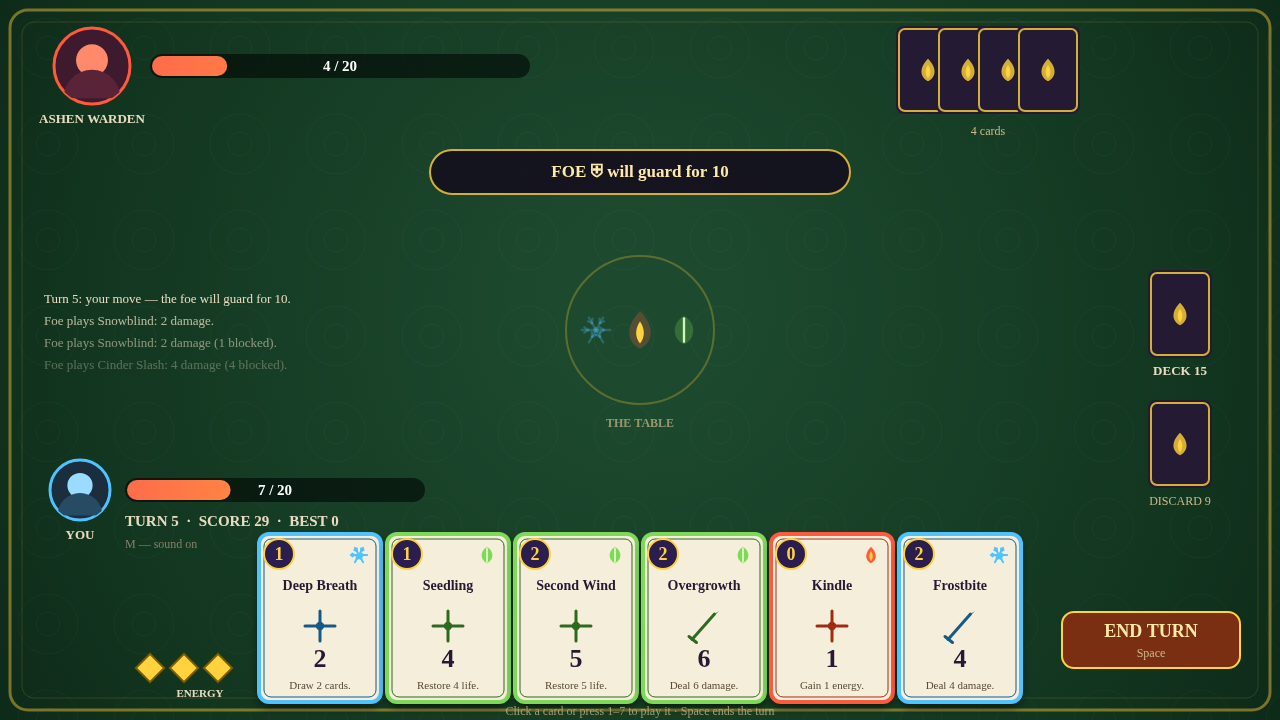 4 / 20
ASHEN WARDEN
4 cards
FOE ⛨ will guard for 10
Turn 5: your move — the foe will guard for 10.
Foe plays Snowblind: 2 damage.
Foe plays Snowblind: 2 damage (1 blocked).
Foe plays Cinder Slash: 4 damage (4 blocked).
THE TABLE
DECK 15
DISCARD 9
7 / 20
YOU
TURN 5 · SCORE 29 · BEST 0
M — sound on
1
Deep Breath
2
Draw 2 cards.
1
Seedling
4
Restore 4 life.
2
Second Wind
5
Restore 5 life.
2
Overgrowth
6
Deal 6 damage.
0
Kindle
1
Gain 1 energy.
2
Frostbite
4
Deal 4 damage.
END TURN
Space
ENERGY
Click a card or press 1–7 to play it · Space ends the turn